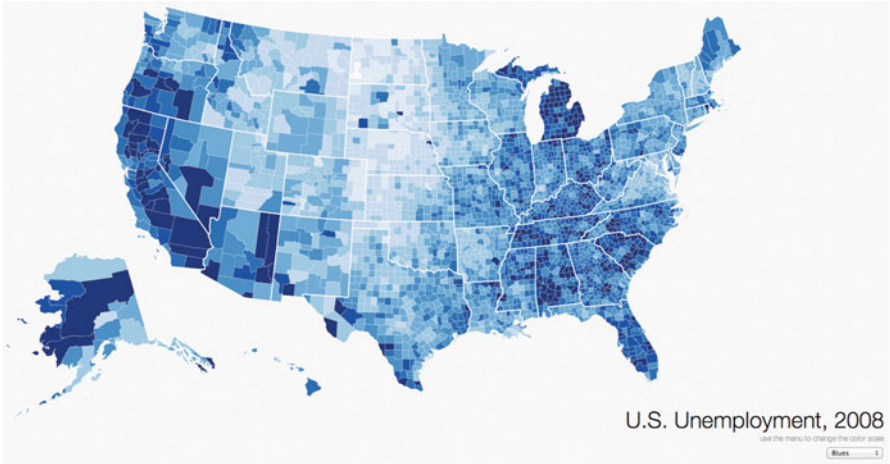 U.S. Unemployment, 2008
use the menu to change the color scale
Blues